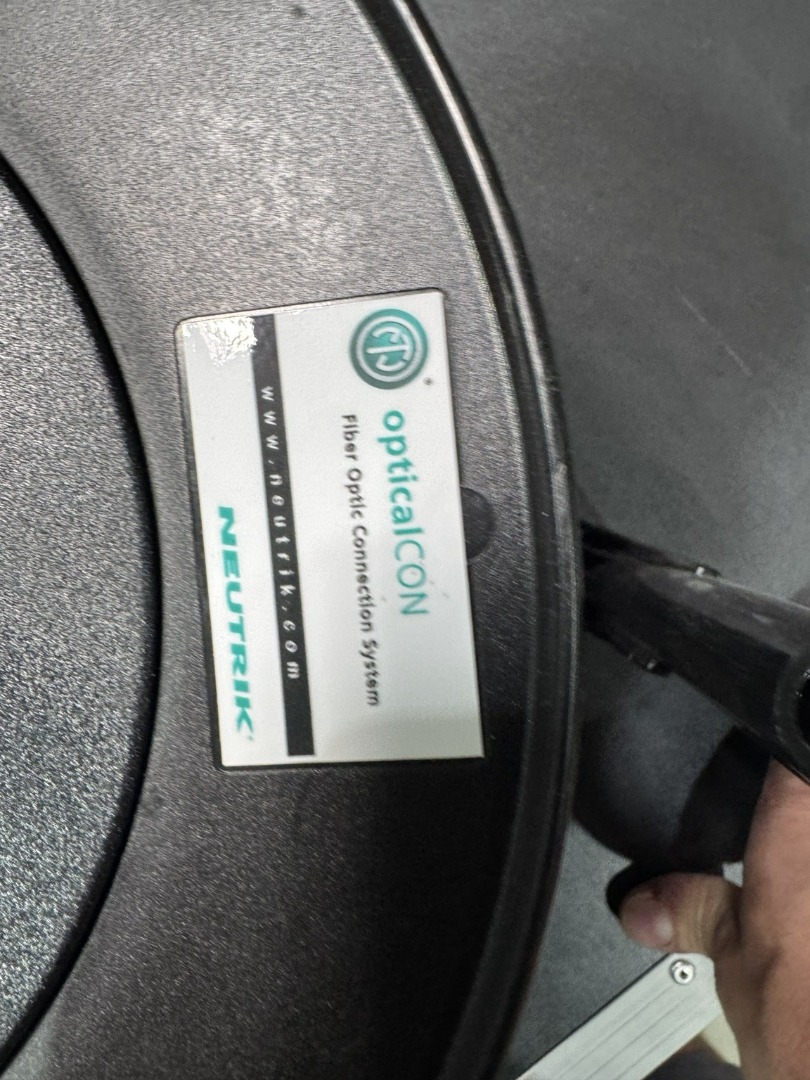 opticalCON
Fiber Optic Connection System
www.neutrik.com
NEUTRIK